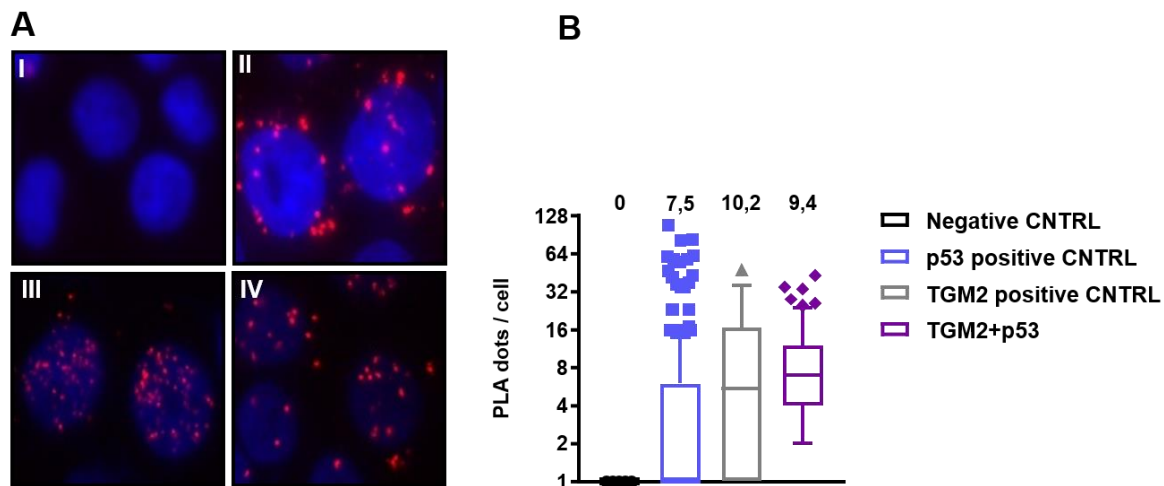 A
B
I
II
III
IV
0 7,5 10,2 9,4
128
64
32
16
8
4
2
1
PLA dots / cell
Negative CNTRL
p53 positive CNTRL
TGM2 positive CNTRL
TGM2+p53